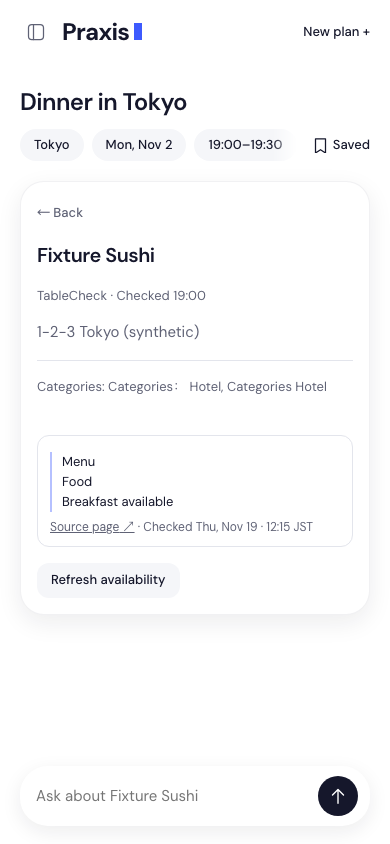 Praxis
New plan +
Dinner in Tokyo
Tokyo
Mon, Nov 2
19:00–19:30
Saved
← Back
Fixture Sushi
TableCheck · Checked 19:00
1-2-3 Tokyo (synthetic)
Categories: Categories： Hotel, Categories Hotel
Menu
Food
Breakfast available
Source page ↗ · Checked Thu, Nov 19 · 12:15 JST
Refresh availability
Ask about Fixture Sushi